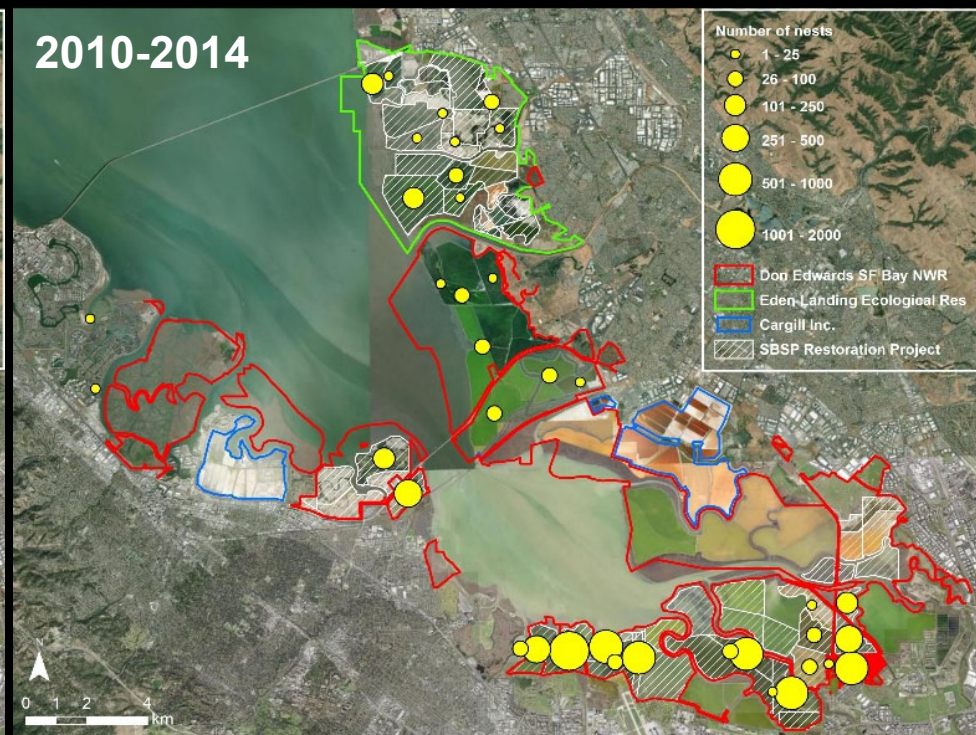 2010-2014
Number of nests
1 - 25
26 - 100
101 - 250
251 - 500
501 - 1000
1001 - 2000
Don Edwards SF Bay NWR
Eden Landing Ecological Res
Cargill Inc.
SBSP Restoration Project
N
0 1 2 4
km